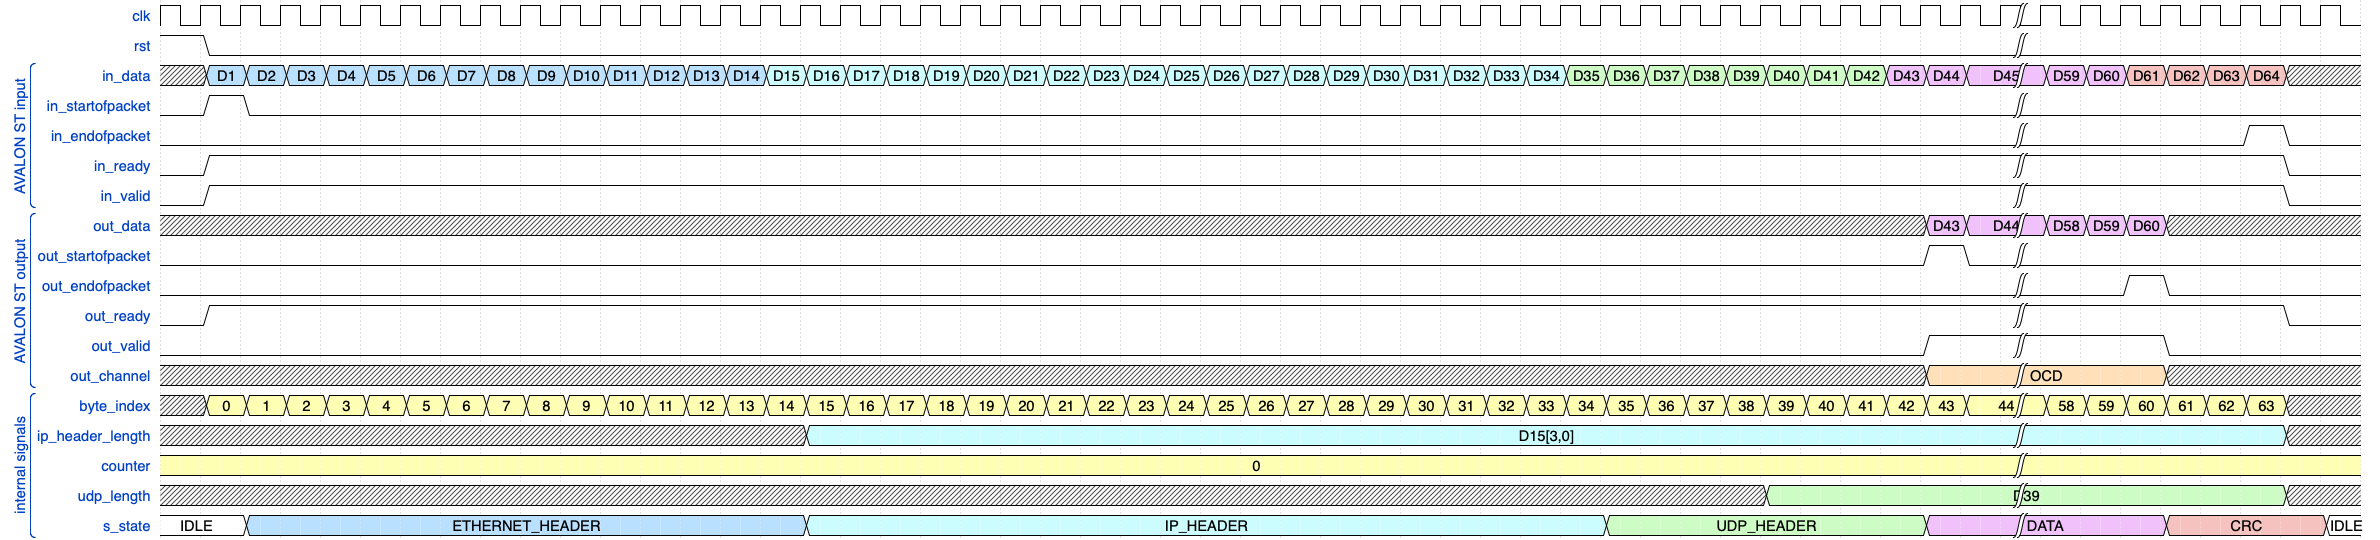 clk
rst
AVALON ST input
in_data D1 D2 D3 D4 D5 D6 D7 D8 D9 D10 D11 D12 D13 D14 D15 D16 D17 D18 D19 D20 D21 D22 D23 D24 D25 D26 D27 D28 D29 D30 D31 D32 D33 D34 D35 D36 D37 D38 D39 D40 D41 D42 D43 D44 D45 D59 D60 D61 D62 D63 D64
in_startofpacket
in_endofpacket
in_ready
in_valid
AVALON ST output
out_data D43 D44 D58 D59 D60
out_startofpacket
out_endofpacket
out_ready
out_valid
out_channel OCD
internal signals
byte_index 0 1 2 3 4 5 6 7 8 9 10 11 12 13 14 15 16 17 18 19 20 21 22 23 24 25 26 27 28 29 30 31 32 33 34 35 36 37 38 39 40 41 42 43 44 58 59 60 61 62 63
ip_header_length D15[3,0]
counter 0
udp_length D39
s_state IDLE ETHERNET_HEADER IP_HEADER UDP_HEADER DATA CRC IDLE